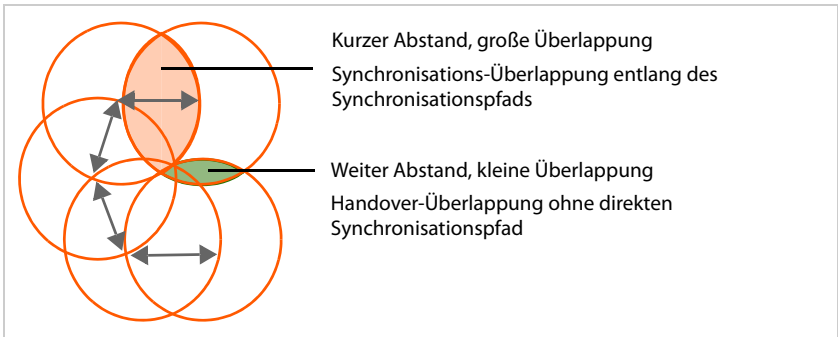 Kurzer Abstand, große Überlappung
Synchronisations-Überlappung entlang des
Synchronisationspfads
Weiter Abstand, kleine Überlappung
Handover-Überlappung ohne direkten
Synchronisationspfad